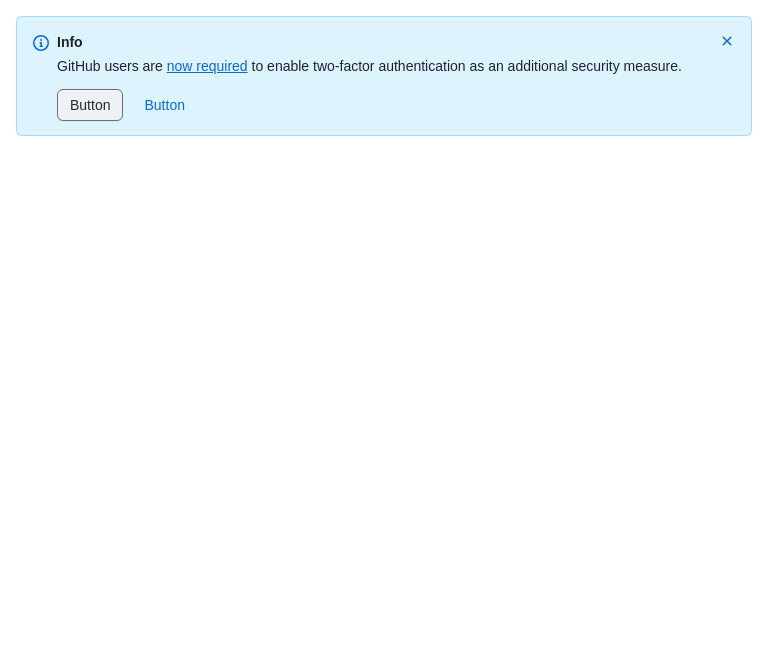 Info
GitHub users are now required to enable two-factor authentication as an additional security measure.
Button Button